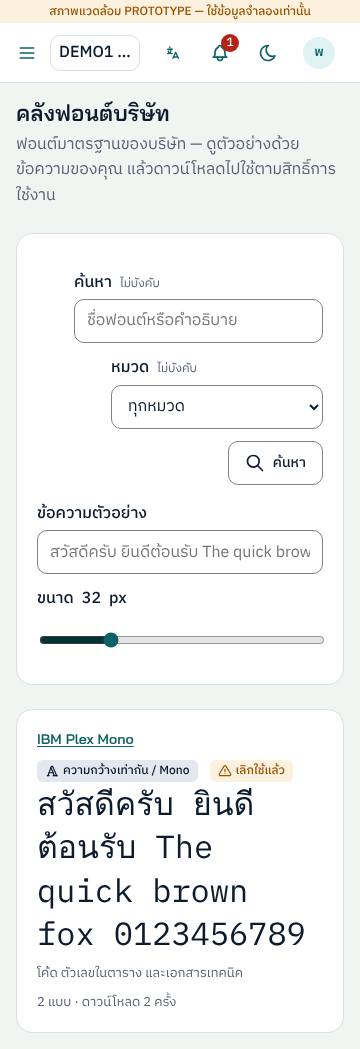 สภาพแวดล้อม PROTOTYPE — ใช้ข้อมูลจำลองเท่านั้น
DEMO1 ...
1
พ
คลังฟอนต์บริษัท
ฟอนต์มาตรฐานของบริษัท — ดูตัวอย่างด้วย
ข้อความของคุณ แล้วดาวน์โหลดไปใช้ตามสิทธิ์การ
ใช้งาน
ค้นหา ไม่บังคับ
ชื่อฟอนต์หรือคำอธิบาย
หมวด ไม่บังคับ
ทุกหมวด
ค้นหา
ข้อความตัวอย่าง
สวัสดีครับ ยินดีต้อนรับ The quick brow
ขนาด 32 px
IBM Plex Mono
ความกว้างเท่ากัน / Mono
เลิกใช้แล้ว
สวัสดีครับ ยินดี
ต้อนรับ The
quick brown
fox 0123456789
โค้ด ตัวเลขในตาราง และเอกสารเทคนิค
2 แบบ · ดาวน์โหลด 2 ครั้ง